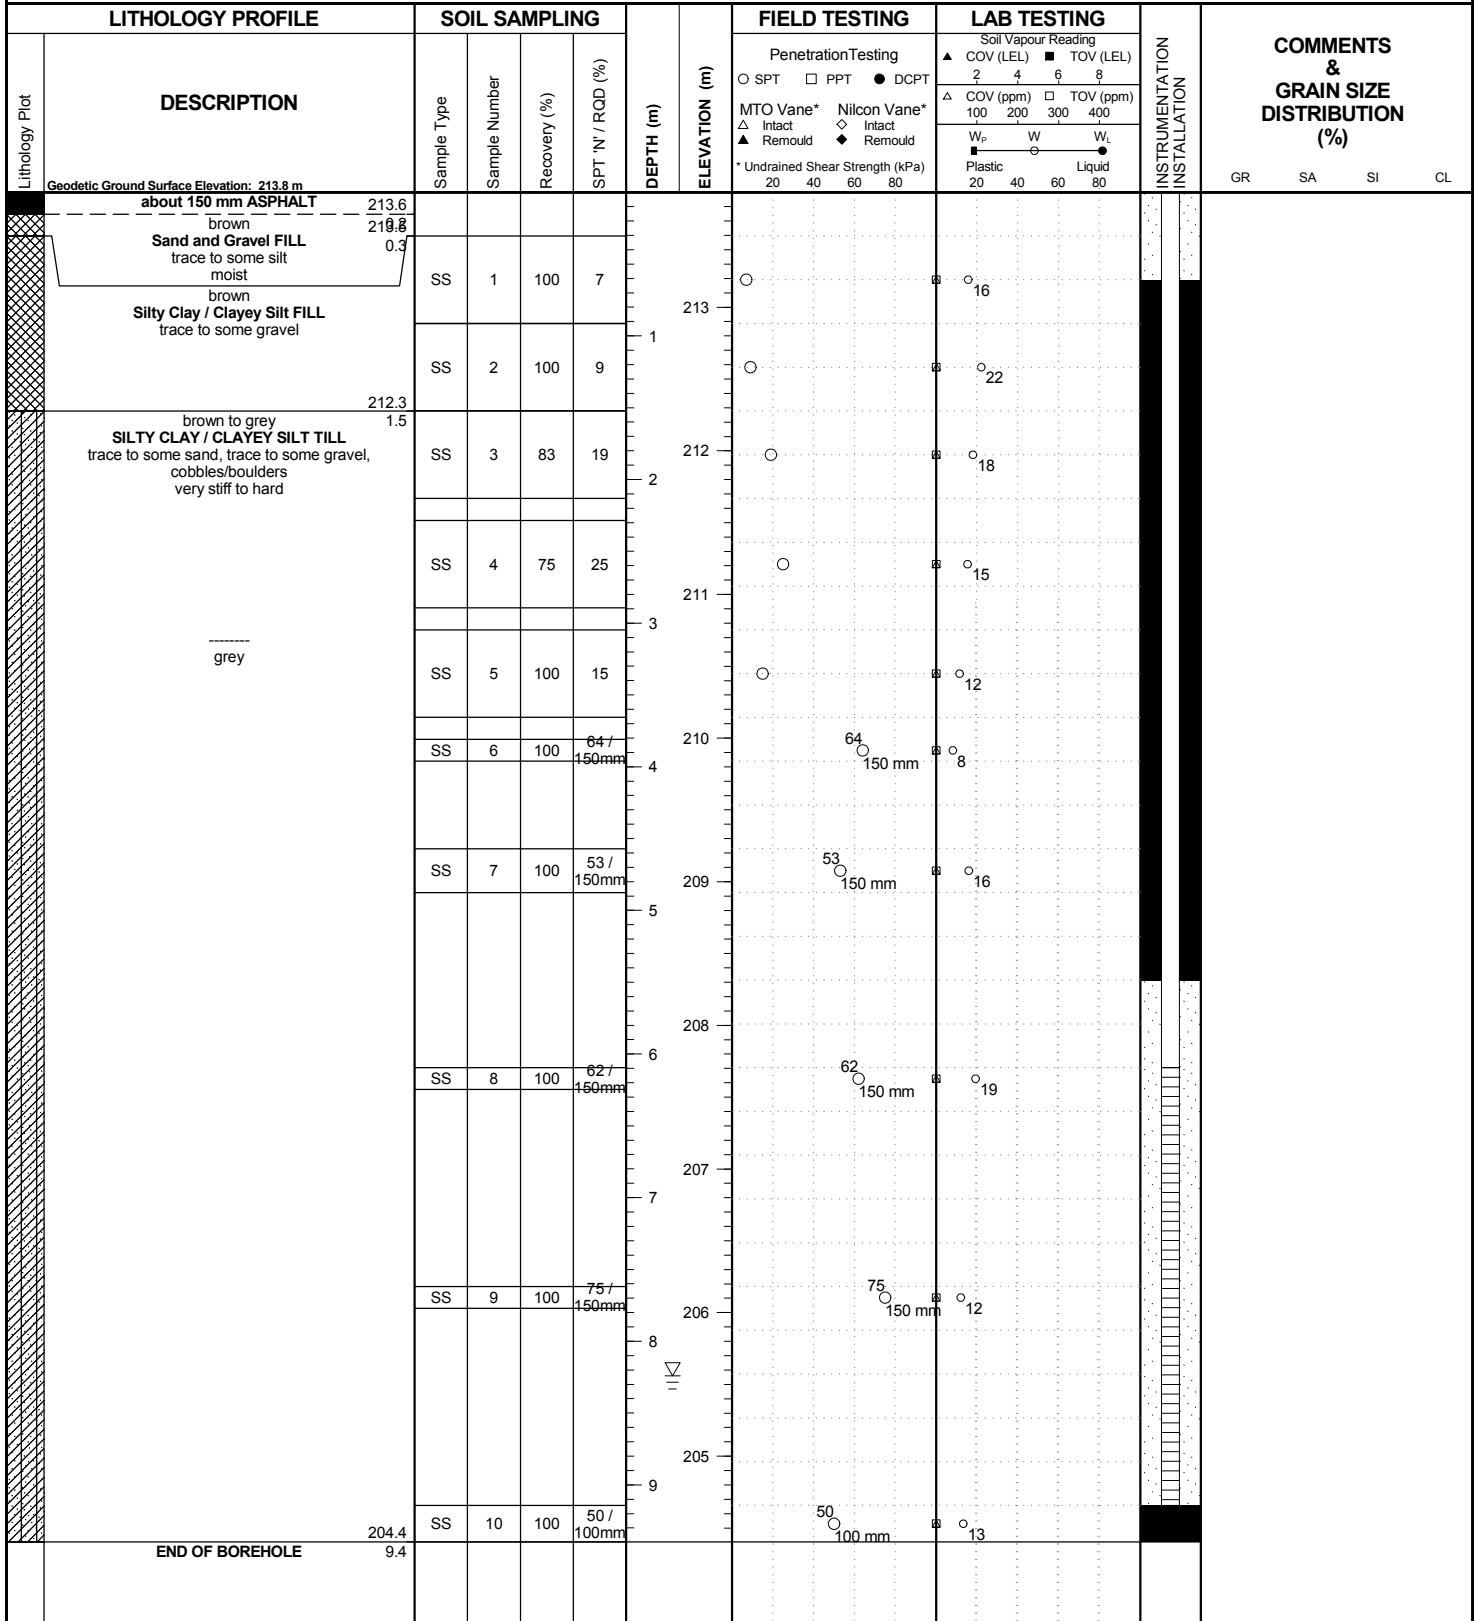 LITHOLOGY PROFILE
SOIL SAMPLING
FIELD TESTING
LAB TESTING
Lithology Plot
DESCRIPTION
Geodetic Ground Surface Elevation: 213.8 m
Sample Type
Sample Number
Recovery (%)
SPT 'N' / RQD (%)
DEPTH (m)
ELEVATION (m)
PenetrationTesting
SPT PPT DCPT
MTO Vane* Nilcon Vane*
Intact Intact
Remould Remould
* Undrained Shear Strength (kPa)
20 40 60 80
Soil Vapour Reading
COV (LEL) TOV (LEL)
2 4 6 8
COV (ppm) TOV (ppm)
100 200 300 400
WP W WL
Plastic Liquid
20 40 60 80
INSTRUMENTATION
INSTALLATION
COMMENTS
&
GRAIN SIZE
DISTRIBUTION
(%)
GR SA SI CL
about 150 mm ASPHALT 213.6
brown
Sand and Gravel FILL 0.3
trace to some silt
moist
SS 1 100 7
16
brown
Silty Clay / Clayey Silt FILL
trace to some gravel
213
1
SS 2 100 9
22
212.3
brown to grey 1.5
SILTY CLAY / CLAYEY SILT TILL
trace to some sand, trace to some gravel,
cobbles/boulders
very stiff to hard
SS 3 83 19
212
18
2
SS 4 75 25
15
211
3
--------
grey
SS 5 100 15
12
210
SS 6 100 64 /
150mm
64
150 mm
8
4
SS 7 100 53 /
150mm
53
150 mm
16
209
5
208
6
SS 8 100 62 /
150mm
62
150 mm
19
207
7
SS 9 100 75 /
150mm
75
150 mm
12
206
8
205
9
SS 10 100 50 /
100mm
50
100 mm
13
204.4
END OF BOREHOLE 9.4